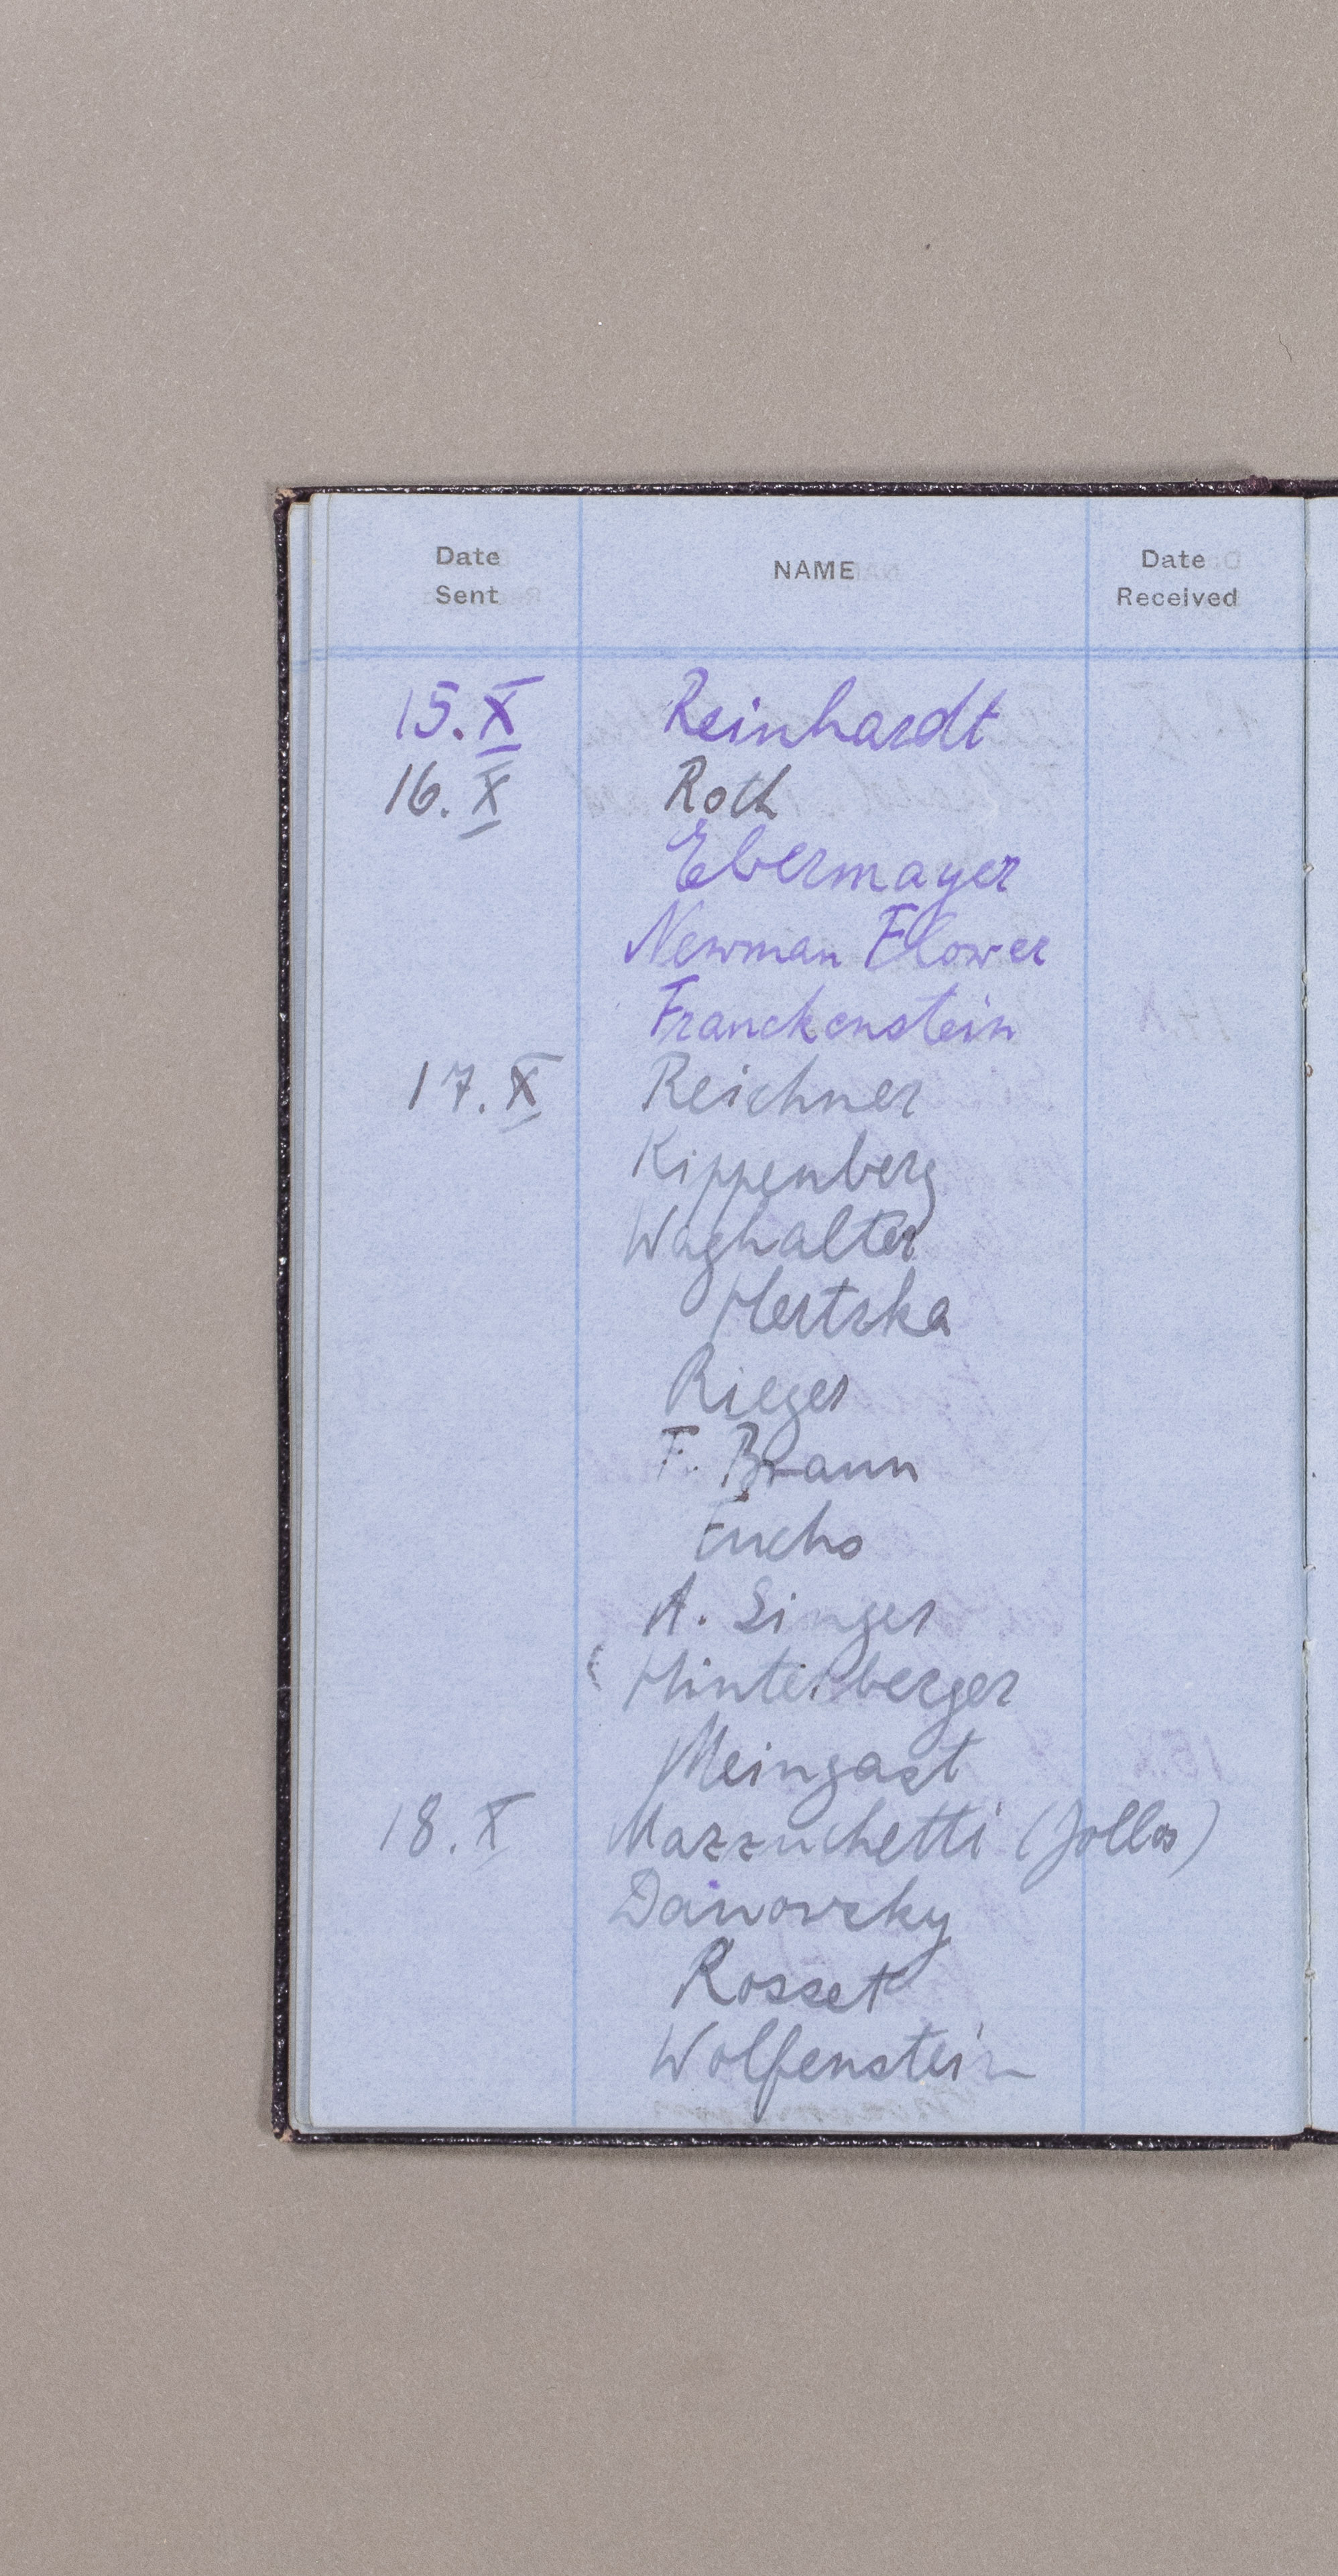 Date Sent NAME Date Received
15. X Reinhardt
16. X Roth
Ebermayer
Newman Flower
Franckenstein
17. X Reichner
Kippenberg
Waghalter
Hertzka
Rieger
F. Braun
Fuchs
A. Singer
(Hinterberger
Meingast
18. X Mazzuchetti (Jollos)
Danowsky
Rosset
Wolfenstein